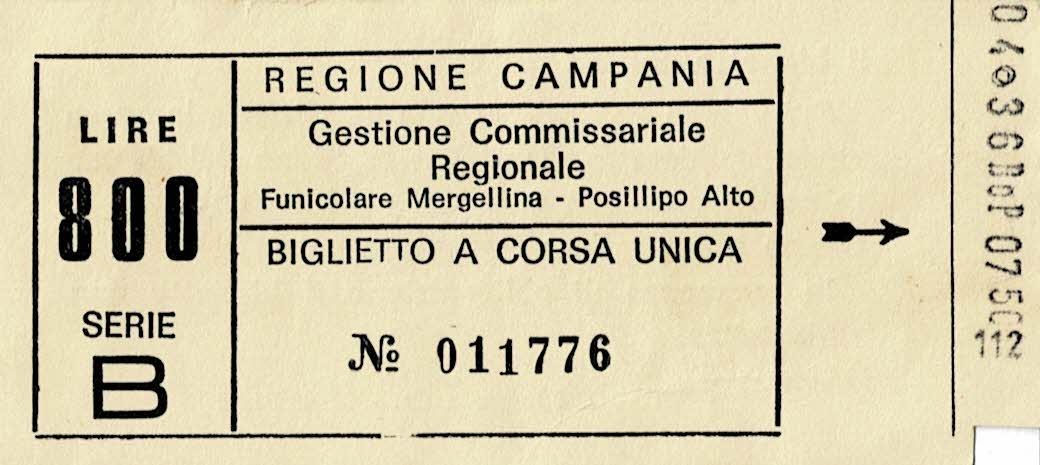 LIRE
800
SERIE
B
REGIONE CAMPANIA
Gestione Commissariale
Regionale
Funicolare Mergellina - Posillipo Alto
BIGLIETTO A CORSA UNICA
№ 011776
112